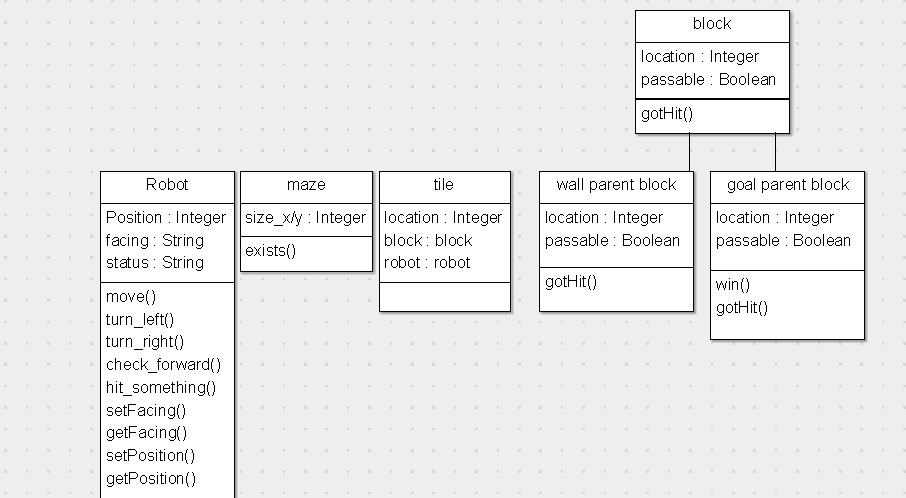 block
location : Integer
passable : Boolean
gotHit()
Robot
Position : Integer
facing : String
status : String
move()
turn_left()
turn_right()
check_forward()
hit_something()
setFacing()
getFacing()
setPosition()
getPosition()
maze
size_x/y : Integer
exists()
tile
location : Integer
block : block
robot : robot
wall parent block
location : Integer
passable : Boolean
gotHit()
goal parent block
location : Integer
passable : Boolean
win()
gotHit()